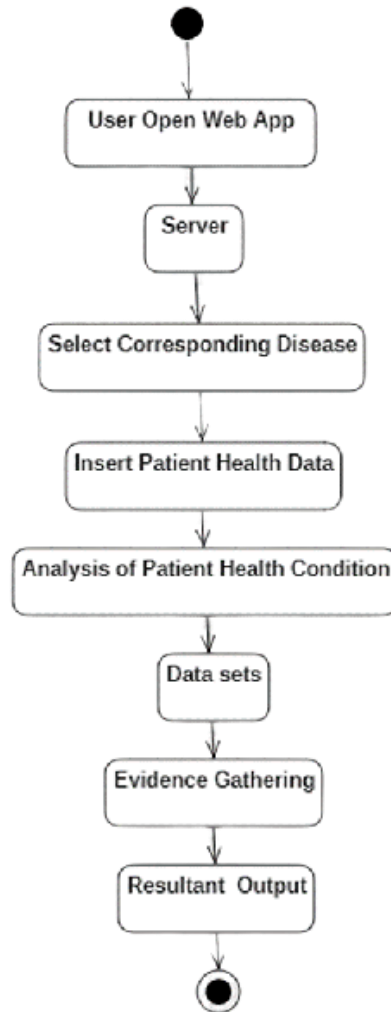 User Open Web App
Server
Select Corresponding Disease
Insert Patient Health Data
Analysis of Patient Health Condition
Data sets
Evidence Gathering
Resultant Output